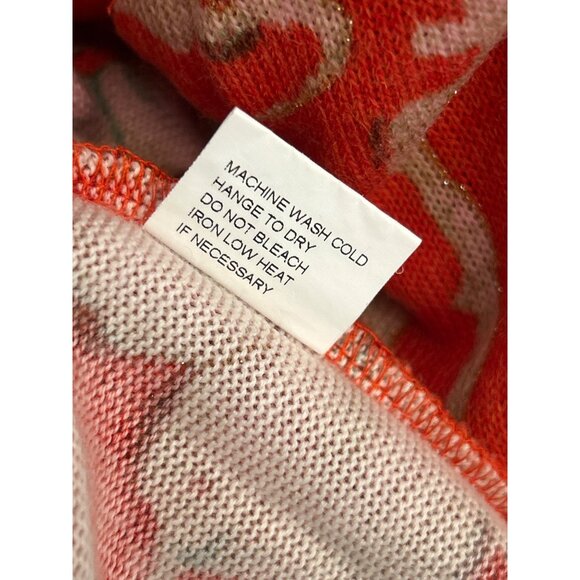 MACHINE WASH COLD
HANGE TO DRY
DO NOT BLEACH
IRON LOW HEAT
IF NECESSARY